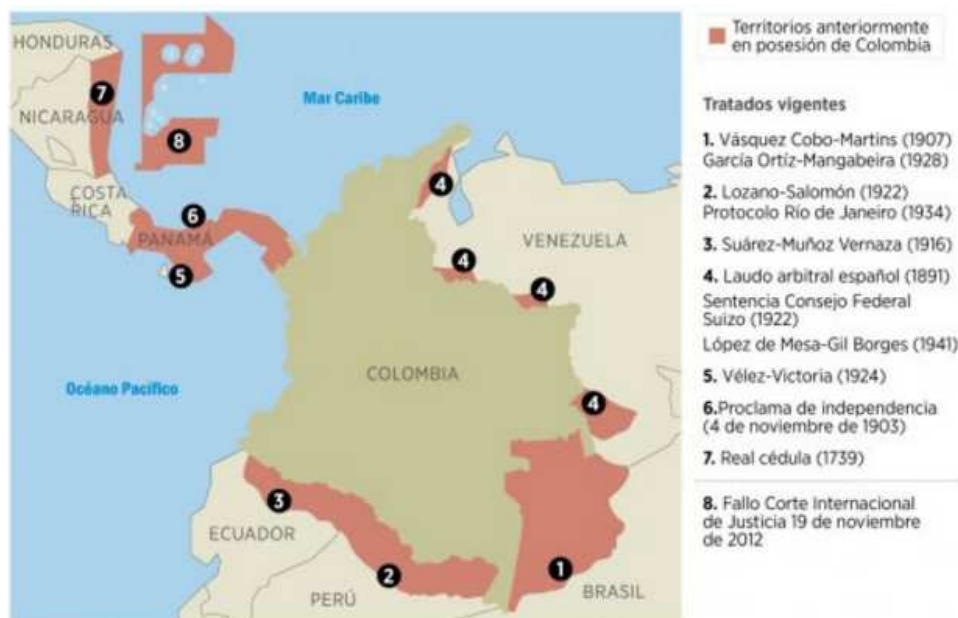 HONDURAS
7
NICARAGUA
8
COSTA
RICA
6
PANAMÁ
5
Mar Caribe
4
VENEZUELA
4
4
COLOMBIA
Océano Pacífico
4
3
ECUADOR
2
PERÚ
1
BRASIL
Territorios anteriormente
en posesión de Colombia
Tratados vigentes
1. Vásquez Cobo-Martins (1907)
García Ortíz-Mangabeira (1928)
2. Lozano-Salomón (1922)
Protocolo Río de Janeiro (1934)
3. Suárez-Muñoz Vernaza (1916)
4. Laudo arbitral español (1891)
Sentencia Consejo Federal
Suizo (1922)
López de Mesa-Gil Borges (1941)
5. Vélez-Victoria (1924)
6.Proclama de independencia
(4 de noviembre de 1903)
7. Real cédula (1739)
8. Fallo Corte Internacional
de Justicia 19 de noviembre
de 2012